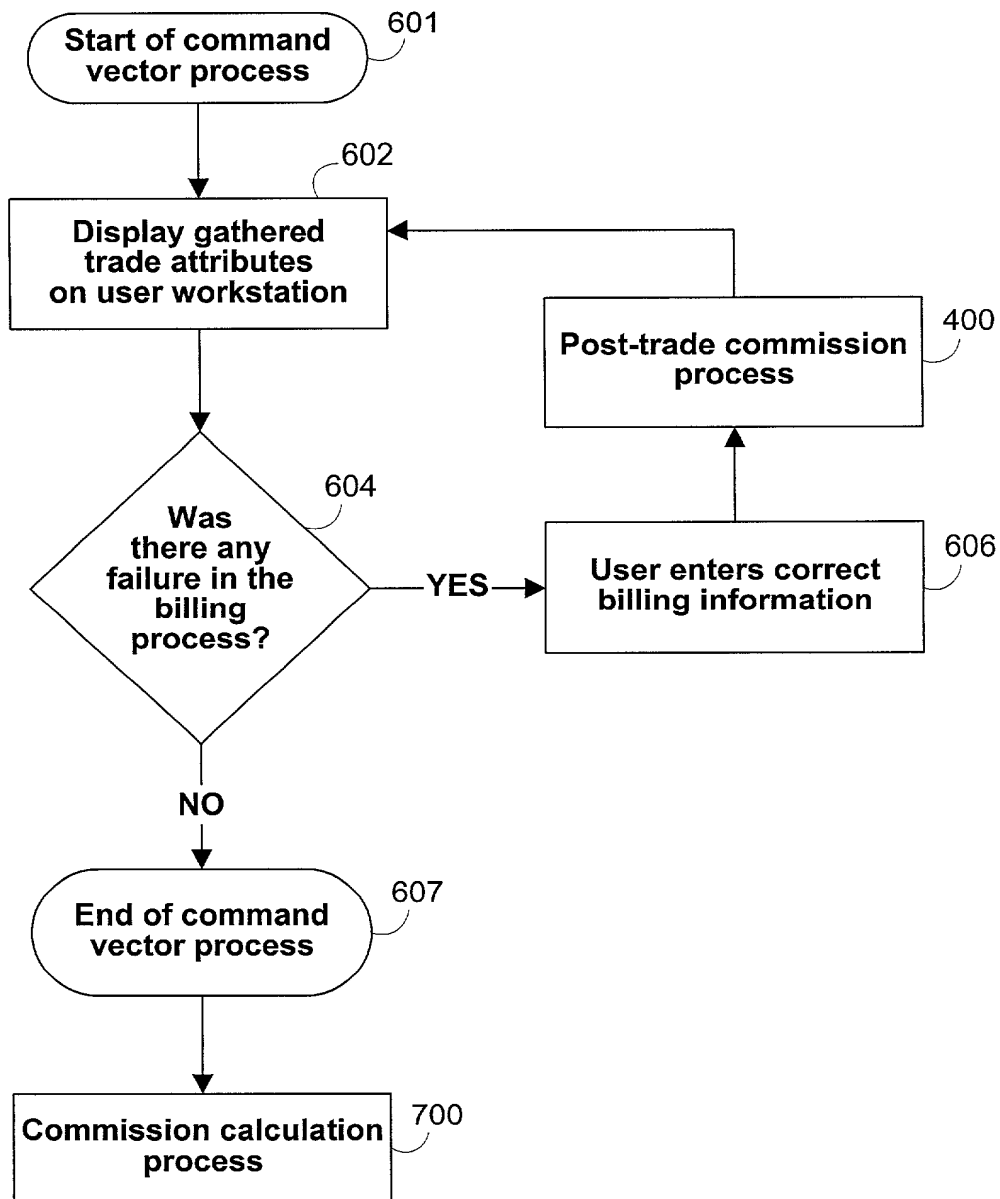 Start of command
vector process
601
602
Display gathered
trade attributes
on user workstation
Post-trade commission
process
400
604
Was
there any
failure in the
billing
process?
YES
User enters correct
billing information
606
NO
End of command
vector process
607
Commission calculation
process
700